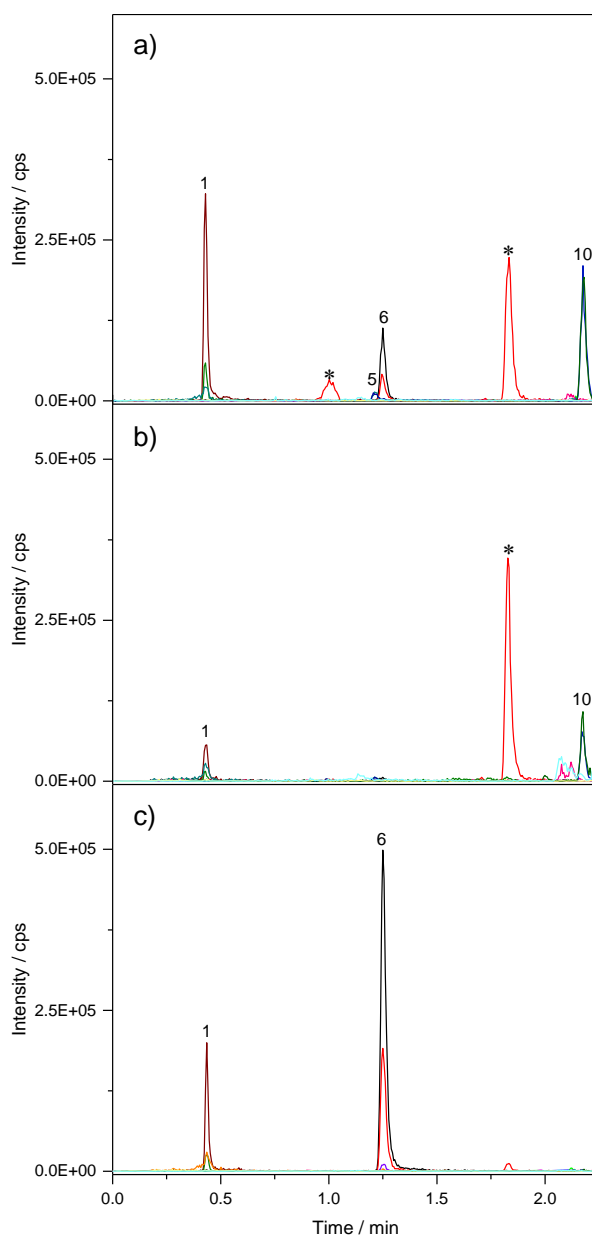 a)
5.0E+05
2.5E+05
0.0E+00
Intensity / cps
1
*
5
6
*
10
b)
5.0E+05
2.5E+05
0.0E+00
Intensity / cps
1
*
10
c)
5.0E+05
2.5E+05
0.0E+00
Intensity / cps
1
6
0.0 0.5 1.0 1.5 2.0
Time / min